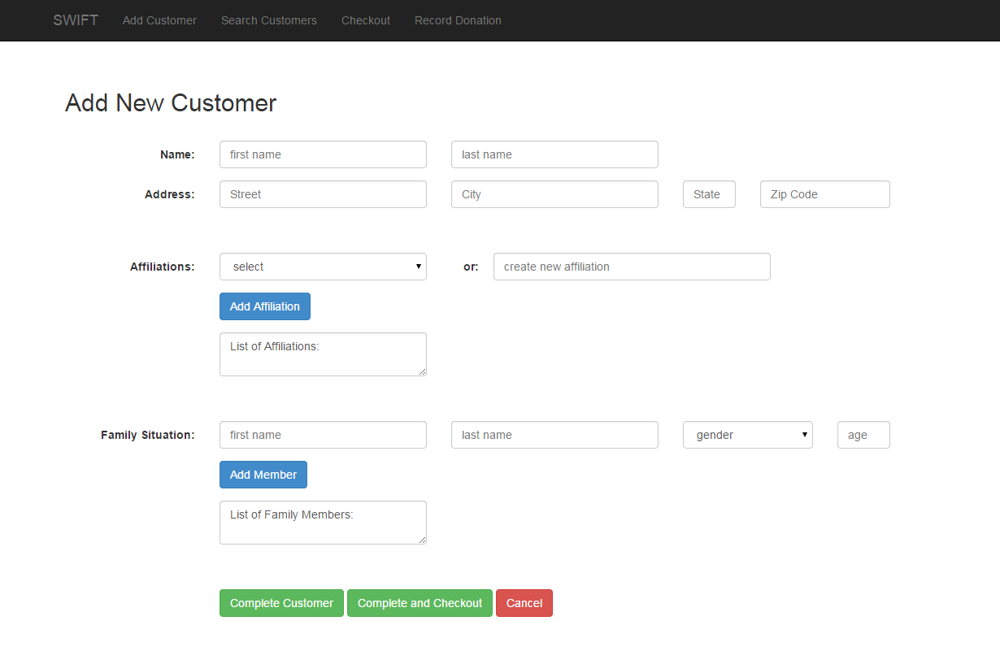 SWIFT Add Customer Search Customers Checkout Record Donation
Add New Customer
Name: first name last name
Address: Street City State Zip Code
Affiliations: select or: create new affiliation
Add Affiliation
List of Affiliations:
Family Situation: first name last name gender age
Add Member
List of Family Members:
Complete Customer Complete and Checkout Cancel